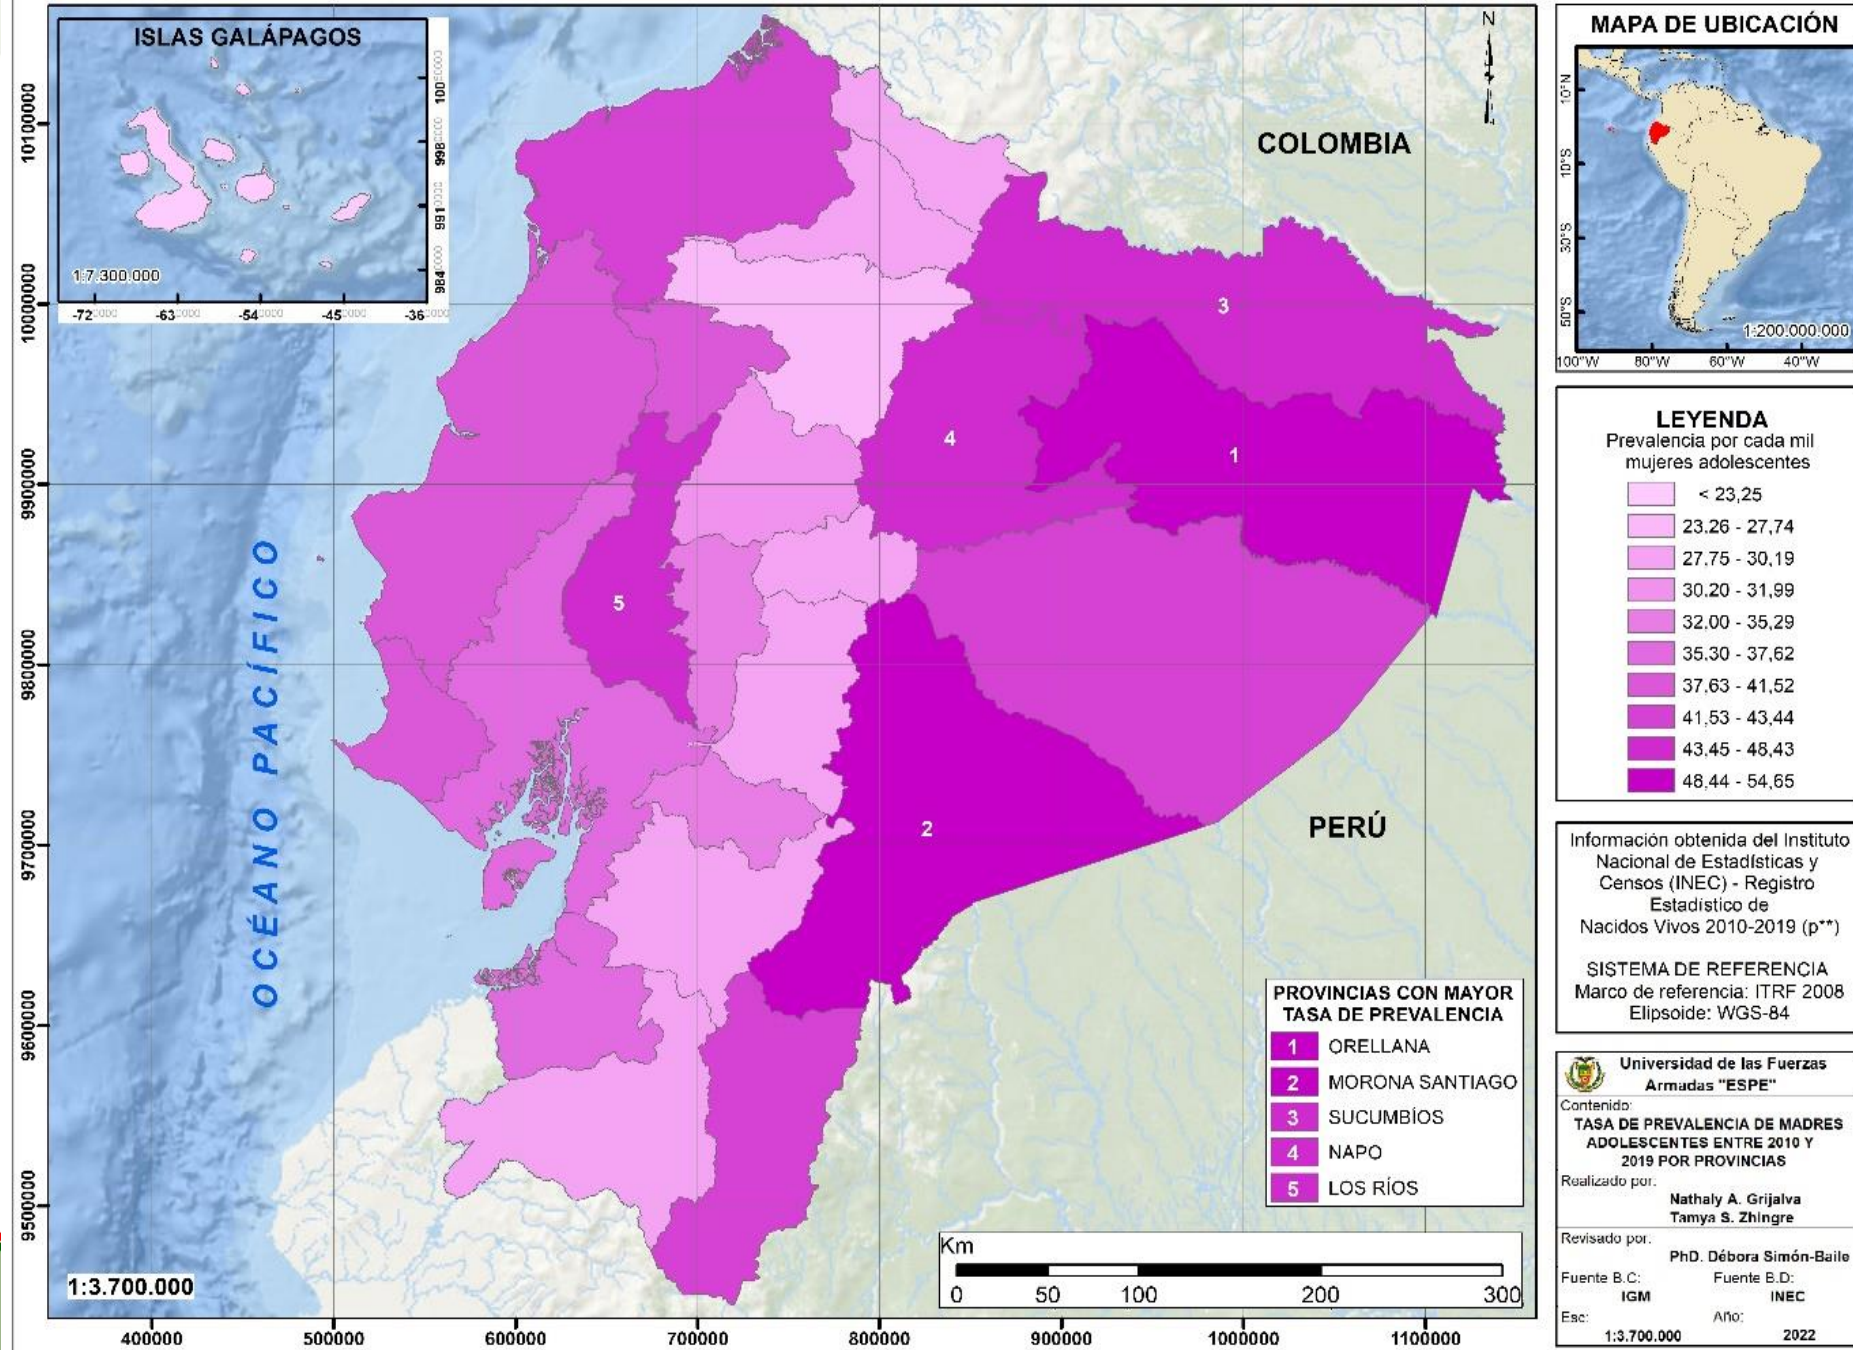 ISLAS GALÁPAGOS
1:7.300.000
10050000
9980000
9910000
9840000
-720000
-630000
-540000
-450000
-360000
N
COLOMBIA
3
4
1
5
2
PERÚ
OCÉANO PACÍFICO
PROVINCIAS CON MAYOR
TASA DE PREVALENCIA
1 ORELLANA
2 MORONA SANTIAGO
3 SUCUMBÍOS
4 NAPO
5 LOS RÍOS
Km
0 50 100 200 300
1:3.700.000
10100000
10000000
9900000
9800000
9700000
9600000
9500000
400000 500000 600000 700000 800000 900000 1000000 1100000
MAPA DE UBICACIÓN
10°N
10°S
30°S
50°S
1:200.000.000
100°W 80°W 60°W 40°W
LEYENDA
Prevalencia por cada mil
mujeres adolescentes
< 23,25
23.26 - 27,74
27.75 - 30,19
30.20 - 31,99
32,00 - 35,29
35.30 - 37,62
37,63 - 41,52
41,53 - 43,44
43.45 - 48,43
48,44 - 54,65
Información obtenida del Instituto
Nacional de Estadísticas y
Censos (INEC) - Registro
Estadístico de
Nacidos Vivos 2010-2019 (p**)
SISTEMA DE REFERENCIA
Marco de referencia: ITRF 2008
Elipsoide: WGS-84
Universidad de las Fuerzas
Armadas "ESPE"
Contenido:
TASA DE PREVALENCIA DE MADRES
ADOLESCENTES ENTRE 2010 Y
2019 POR PROVINCIAS
Realizado por:
Nathaly A. Grijalva
Tamya S. Zhingre
Revisado por:
PhD. Débora Simón-Baile
Fuente B.C: Fuente B.D:
IGM INEC
Esc: Año:
1:3.700.000 2022